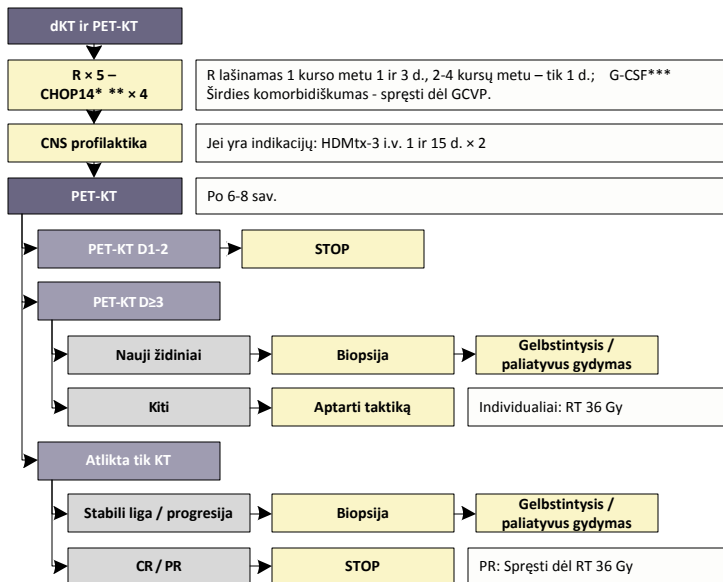 dKT ir PET-KT
R × 5 –
CHOP14* ** × 4
R lašinamas 1 kurso metu 1 ir 3 d., 2-4 kursų metu – tik 1 d.; G-CSF***
Širdies komorbidiškumas - spręsti dėl GCVP.
CNS profilaktika
Jei yra indikacijų: HDMtx-3 i.v. 1 ir 15 d. × 2
PET-KT
Po 6-8 sav.
PET-KT D1-2
STOP
PET-KT D≥3
Nauji židiniai
Biopsija
Gelbstintysis /
paliatyvus gydymas
Kiti
Aptarti taktiką
Individualiai: RT 36 Gy
Atlikta tik KT
Stabili liga / progresija
Biopsija
Gelbstintysis /
paliatyvus gydymas
CR / PR
STOP
PR: Spręsti dėl RT 36 Gy